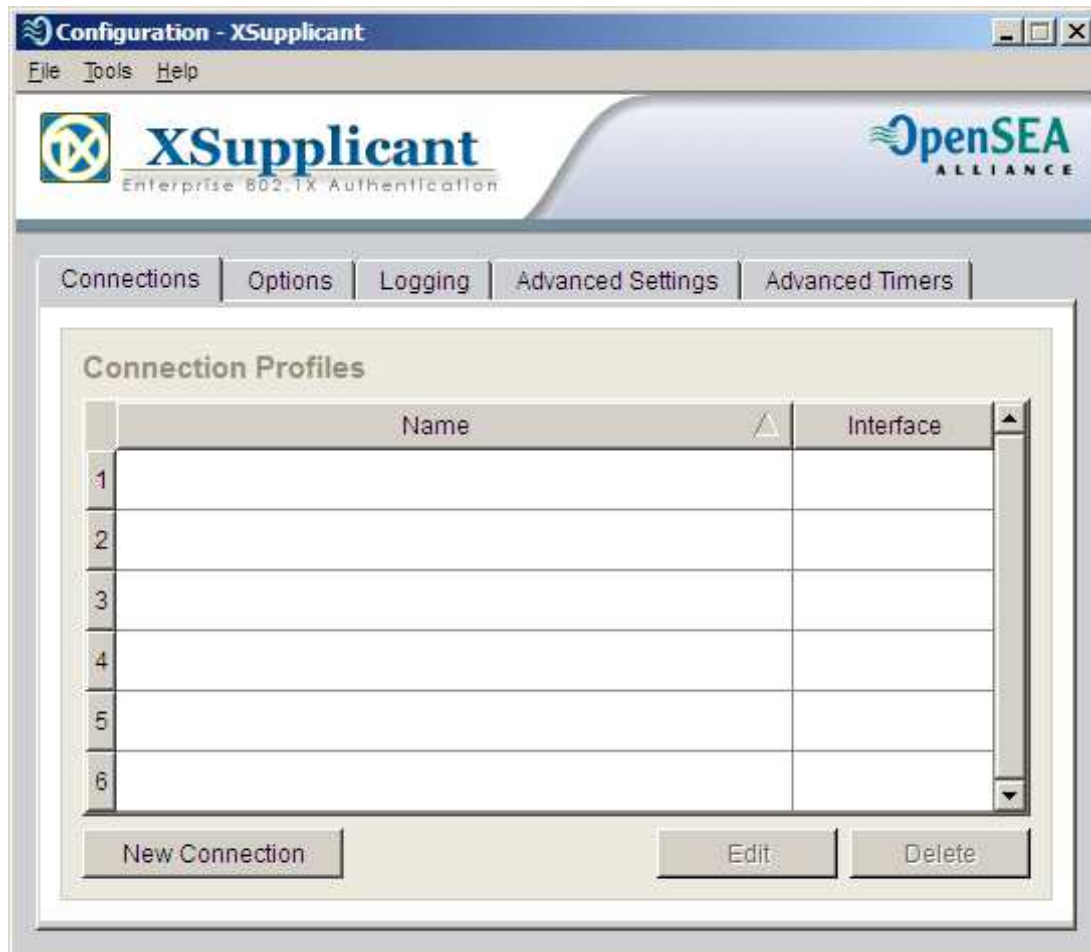 Configuration - XSupplicant
File Tools Help
1X XSupplicant
Enterprise 802.1X Authentication
OpenSEA
ALLIANCE
Connections Options Logging Advanced Settings Advanced Timers
Connection Profiles
Name Interface
1
2
3
4
5
6
New Connection Edit Delete